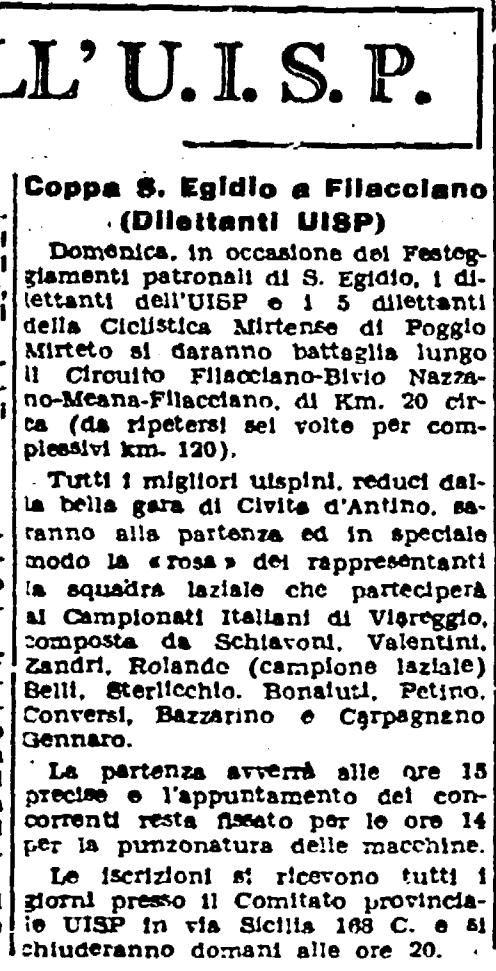 LL' U. I. S. P.
Coppa S. Egidio a Filacciano
(Dilettanti UISP)
Domenica, in occasione dei Festeg-
giamenti patronali di S. Egidio, i di-
lettanti dell'UISP e i 5 dilettanti
della Ciclistica Mirtense di Poggio
Mirteto si daranno battaglia lungo
il Circuito Filacciano-Bivio Nazza-
no-Meana-Filacciano, di Km. 20 cir-
ca (da ripetersi sei volte per com-
plessivi km. 120).
Tutti i migliori uispini, reduci dal-
la bella gara di Civita d'Antino, sa-
ranno alla partenza ed in speciale
modo la « rosa » dei rappresentanti
la squadra laziale che parteciperà
ai Campionati Italiani di Viareggio,
composta da Schiavoni, Valentini,
Zandri, Rolando (campione laziale)
Belli, Sterlicchio, Bonaiuti, Petino,
Conversi, Bazzarino e Carpagnano
Gennaro.
La partenza avverrà alle ore 15
precise e l'appuntamento dei con-
correnti resta fissato per le ore 14
per la punzonatura delle macchine.
Le iscrizioni si ricevono tutti i
giorni presso il Comitato provincia-
le UISP in via Sicilia 168 C. e si
chiuderanno domani alle ore 20.